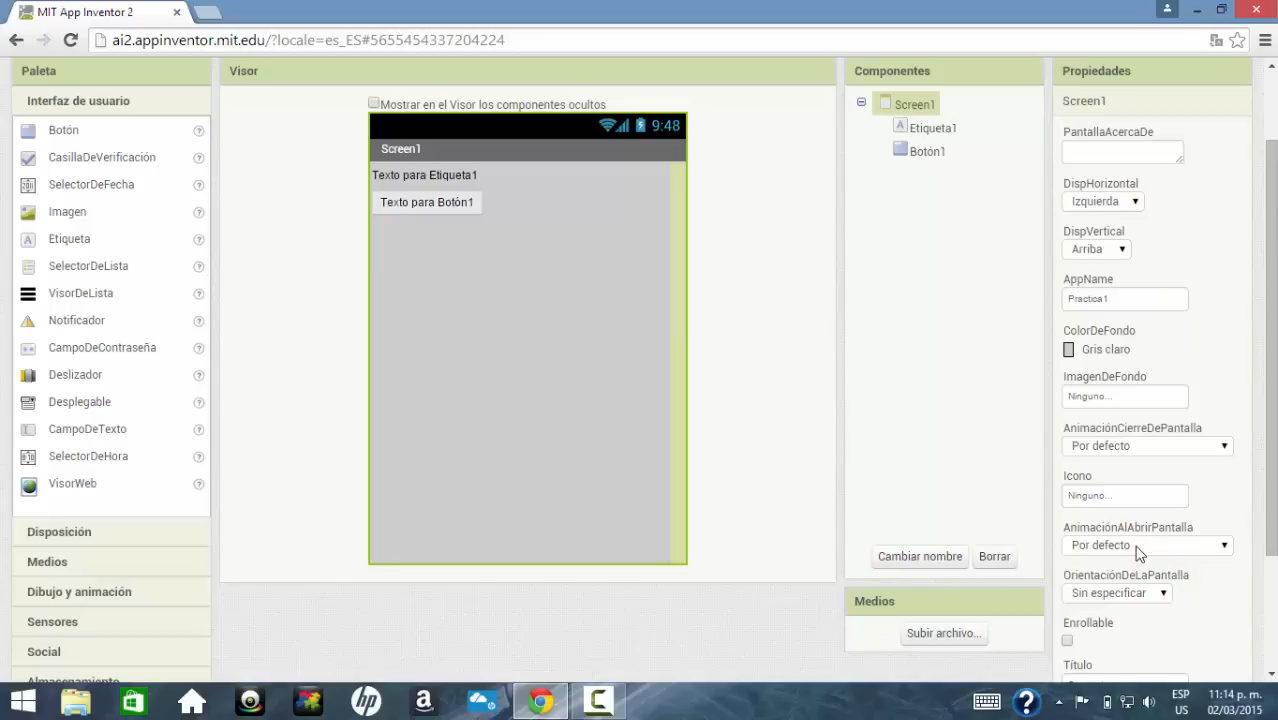 MIT App Inventor 2
ai2.appinventor.mit.edu/?locale=es_ES#5655454337204224
Paleta
Interfaz de usuario
Botón
CasillaDeVerificación
SelectorDeFecha
Imagen
Etiqueta
SelectorDeLista
VisorDeLista
Notificador
CampoDeContraseña
Deslizador
Desplegable
CampoDeTexto
SelectorDeHora
VisorWeb
Disposición
Medios
Dibujo y animación
Sensores
Social
Almacenamiento
Visor
Mostrar en el Visor los componentes ocultos
9:48
Screen1
Texto para Etiqueta1
Texto para Botón1
Componentes
Screen1
Etiqueta1
Botón1
Cambiar nombre
Borrar
Medios
Subir archivo...
Propiedades
Screen1
PantallaAcercaDe
DispHorizontal
Izquierda
DispVertical
Arriba
AppName
Practica1
ColorDeFondo
Gris claro
ImagenDeFondo
Ninguno...
AnimaciónCierreDePantalla
Por defecto
Icono
Ninguno...
AnimaciónAlAbrirPantalla
Por defecto
OrientaciónDeLaPantalla
Sin especificar
Enrollable
Título
ESP
US
11:14 p. m.
02/03/2015